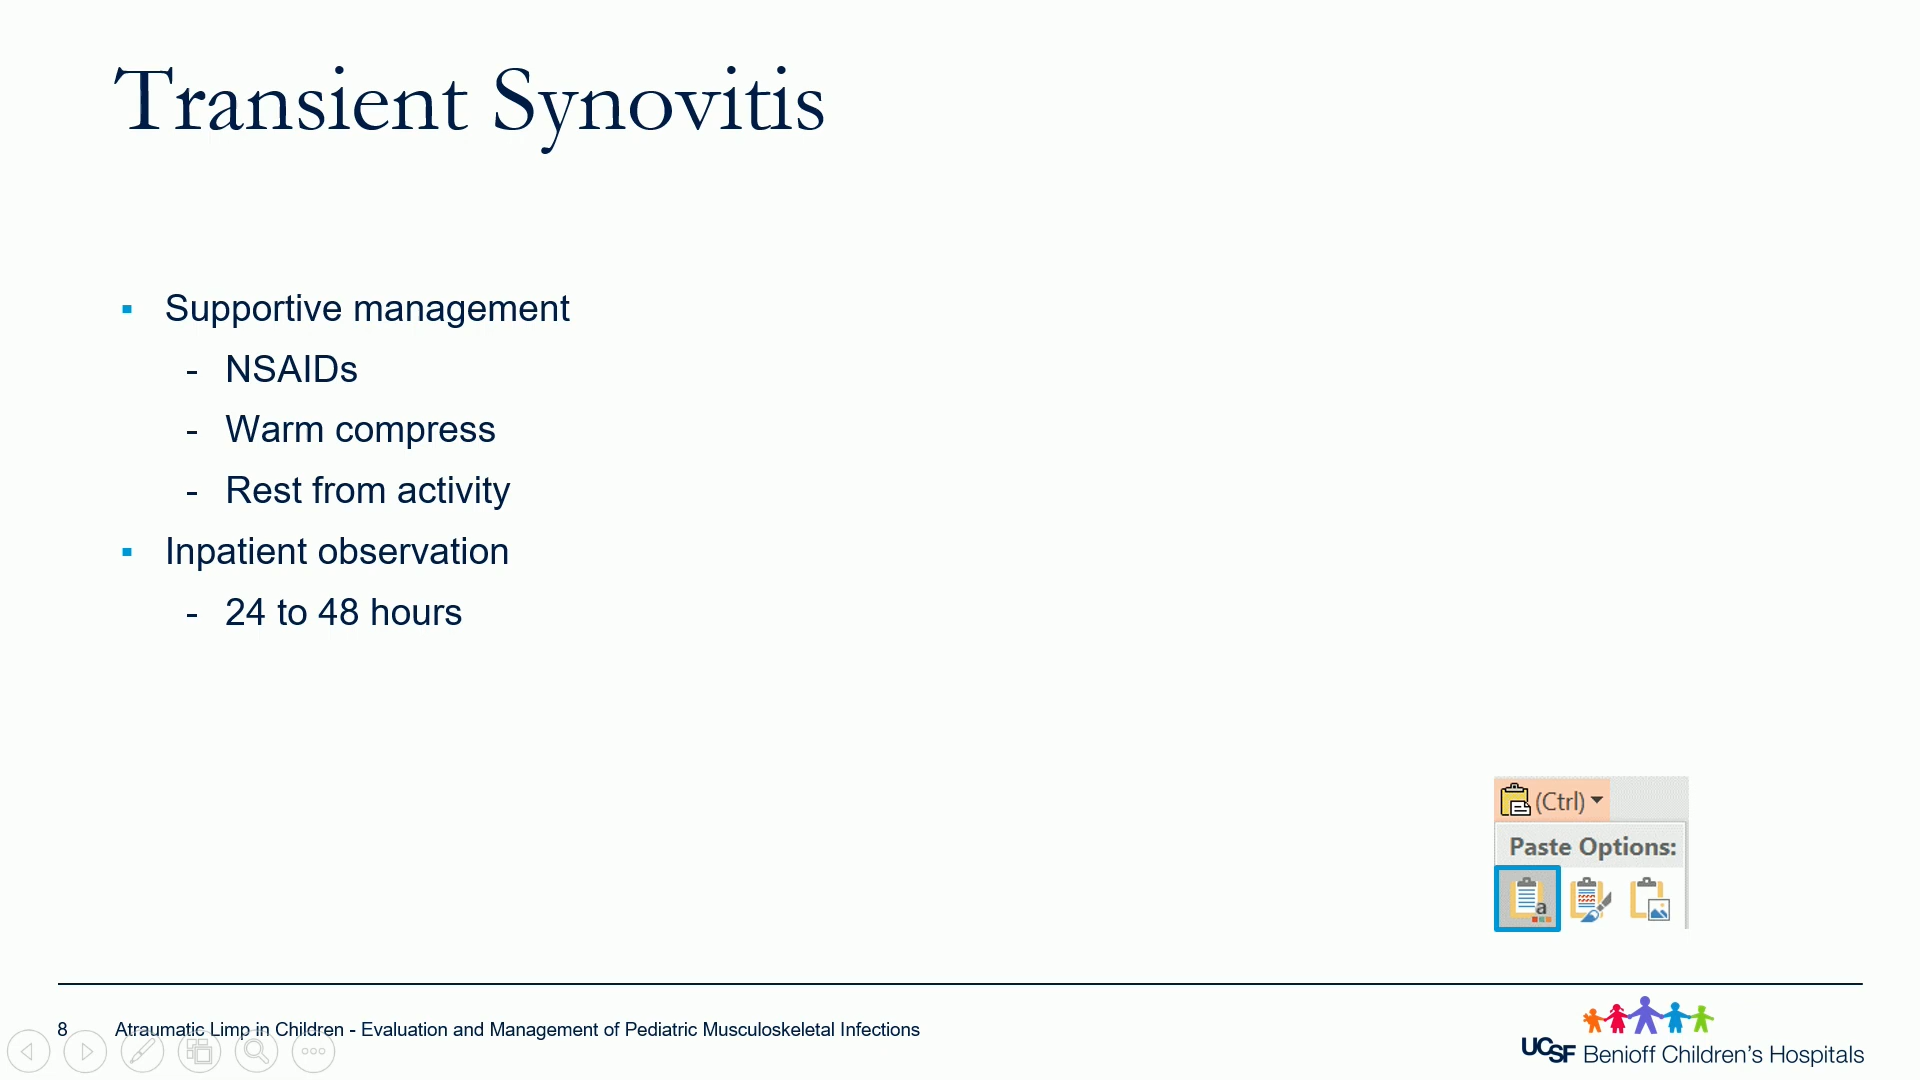 Transient Synovitis
▪ Supportive management
- NSAIDs
- Warm compress
- Rest from activity
▪ Inpatient observation
- 24 to 48 hours
(Ctrl)
Paste Options:
a
8 Atraumatic Limp in Children - Evaluation and Management of Pediatric Musculoskeletal Infections
UCSF Benioff Children's Hospitals